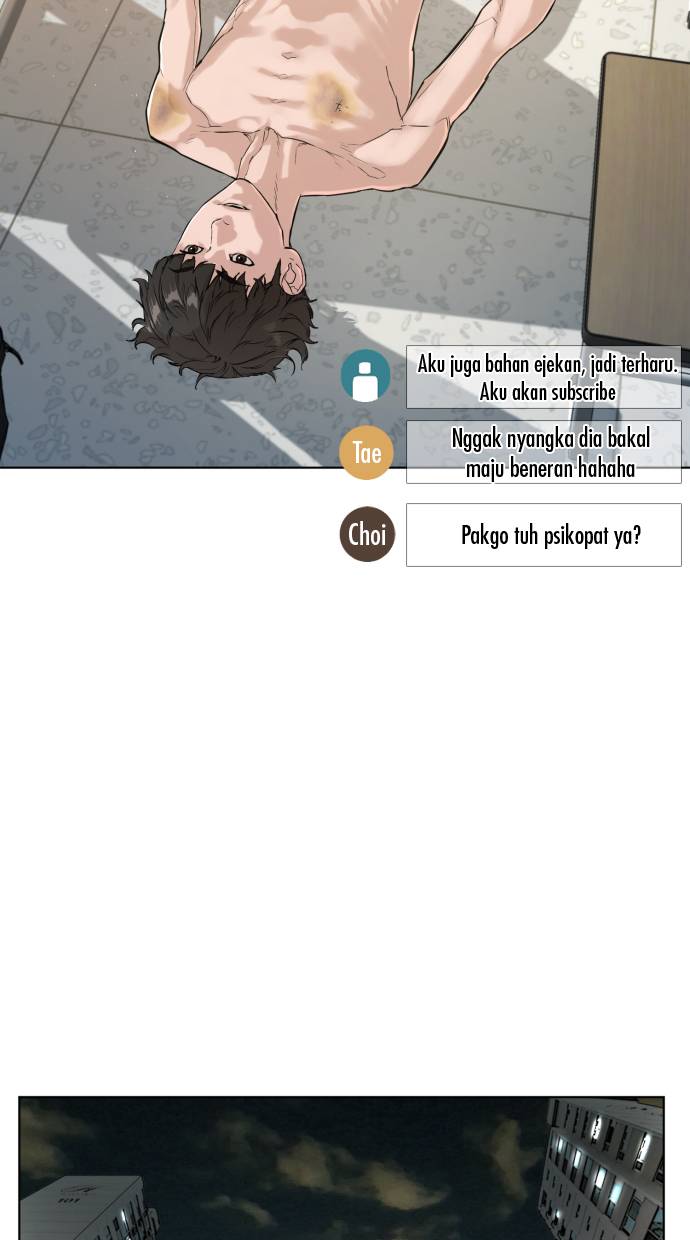 Aku juga bahan ejekan, jadi terharu.
Aku akan subscribe
Tae
Nggak nyangka dia bakal
maju beneran hahaha
Choi
Pakgo tuh psikopat ya?
101